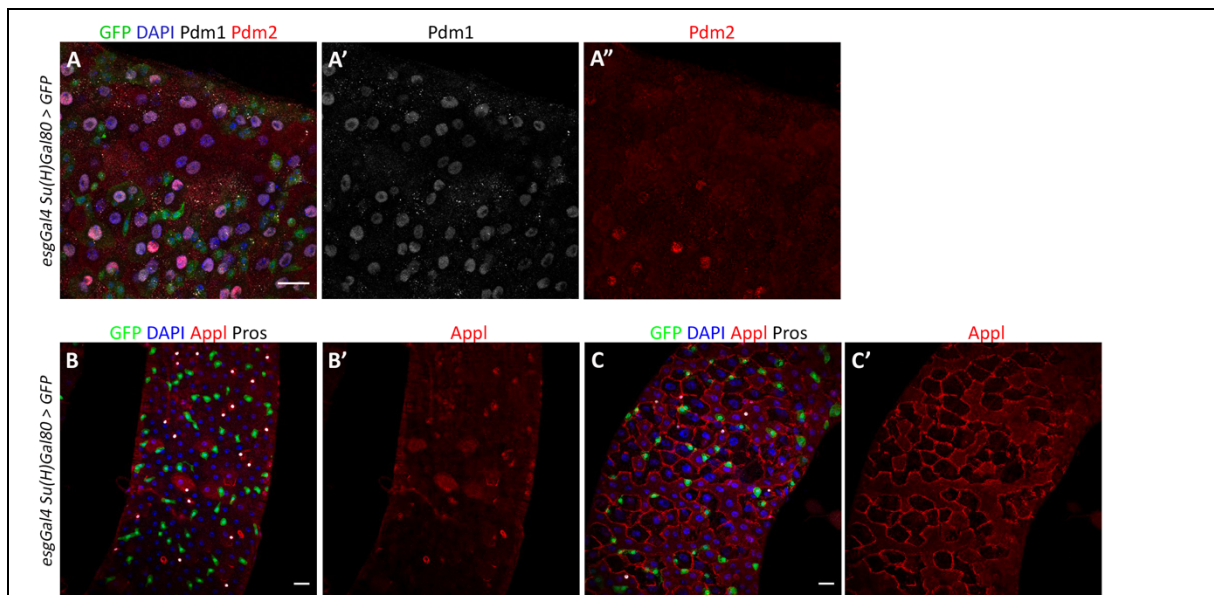 GFP DAPI Pdm1 Pdm2
Pdm1
Pdm2
esgGal4 Su(H)Gal80 > GFP
A
A'
A"
GFP DAPI Appl Pros
Appl
GFP DAPI Appl Pros
Appl
esgGal4 Su(H)Gal80 > GFP
B
B'
C
C'